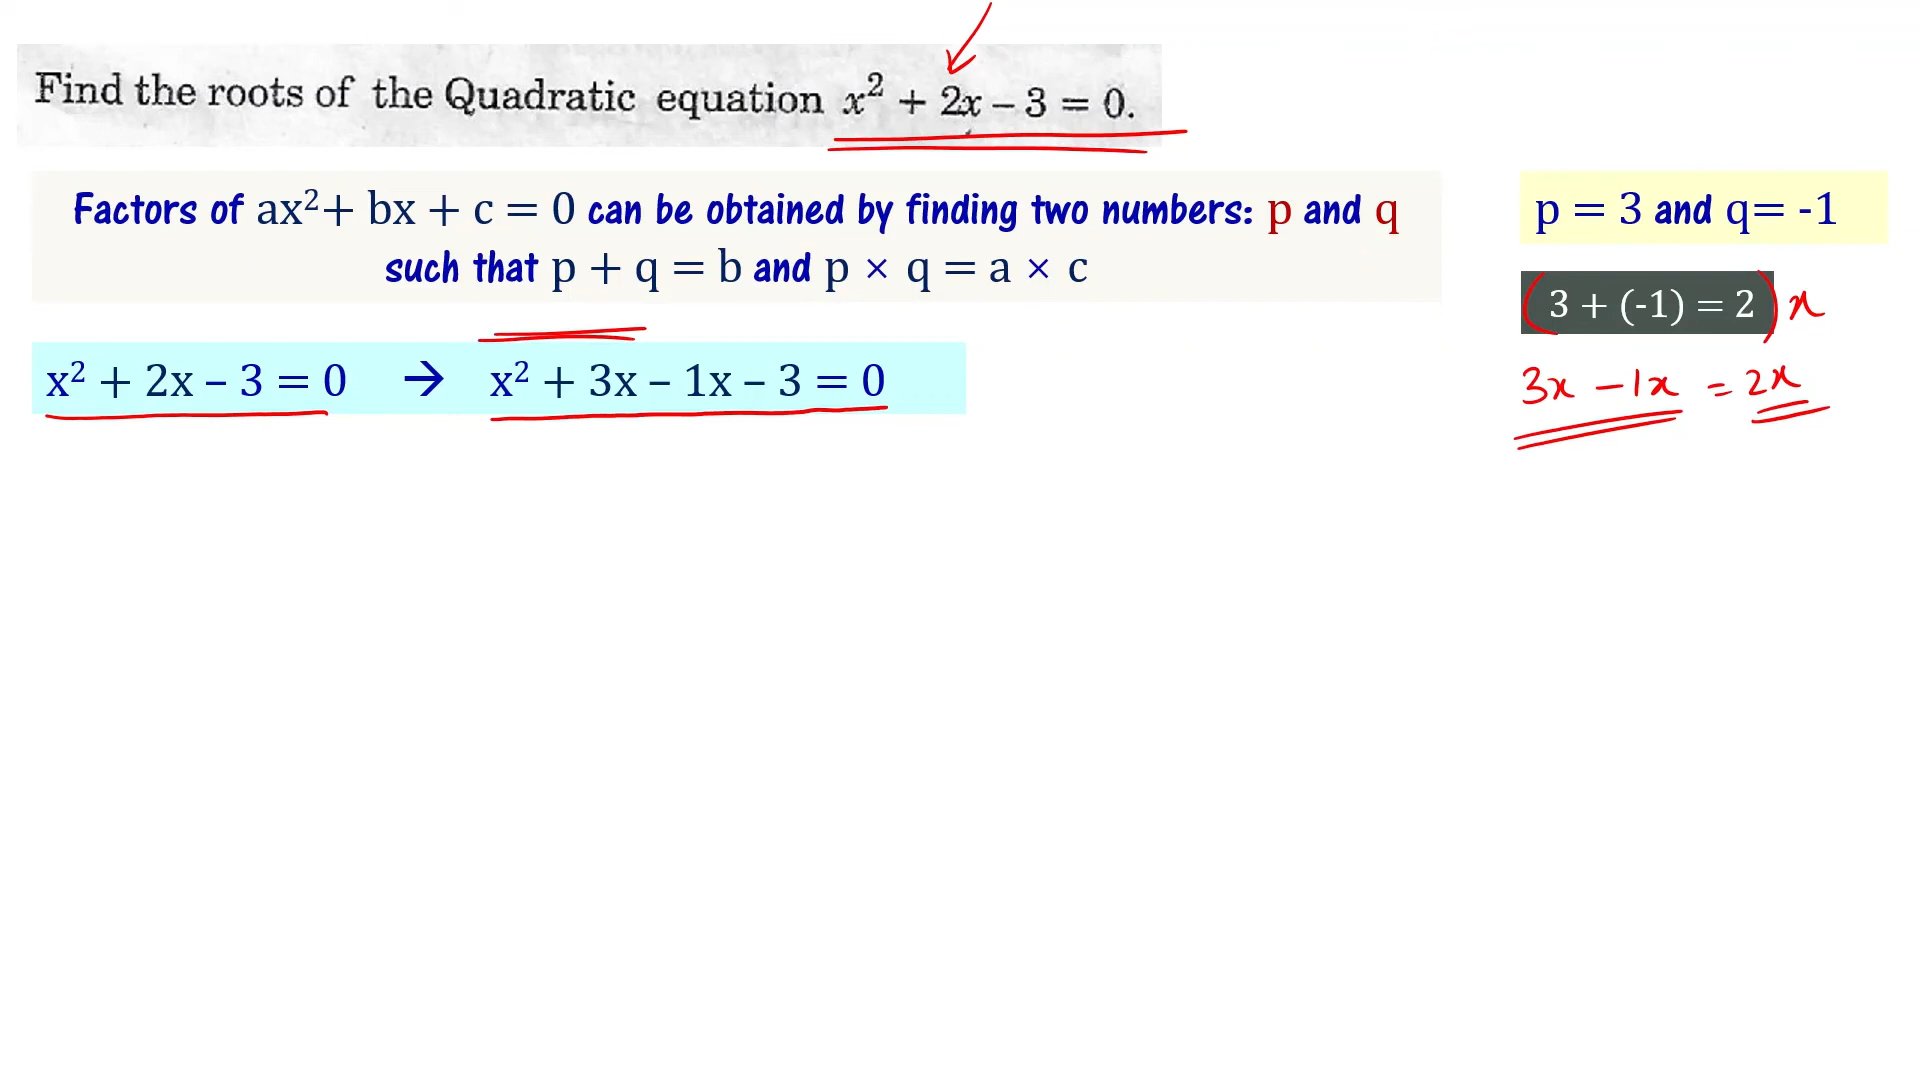 Find the roots of the Quadratic equation x² + 2x – 3 = 0.
Factors of ax²+ bx + c = 0 can be obtained by finding two numbers: p and q
such that p + q = b and p × q = a × c
p = 3 and q= -1
3 + (-1) = 2 ) x
3x – 1x = 2x
x² + 2x – 3 = 0 → x² + 3x – 1x – 3 = 0